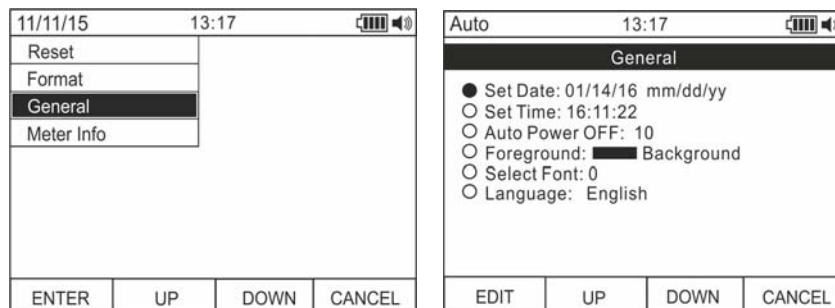 11/11/15 13:17
Reset
Format
General
Meter Info
ENTER UP DOWN CANCEL
Auto 13:17
General
Set Date: 01/14/16 mm/dd/yy
Set Time: 16:11:22
Auto Power OFF: 10
Foreground: Background
Select Font: 0
Language: English
EDIT UP DOWN CANCEL